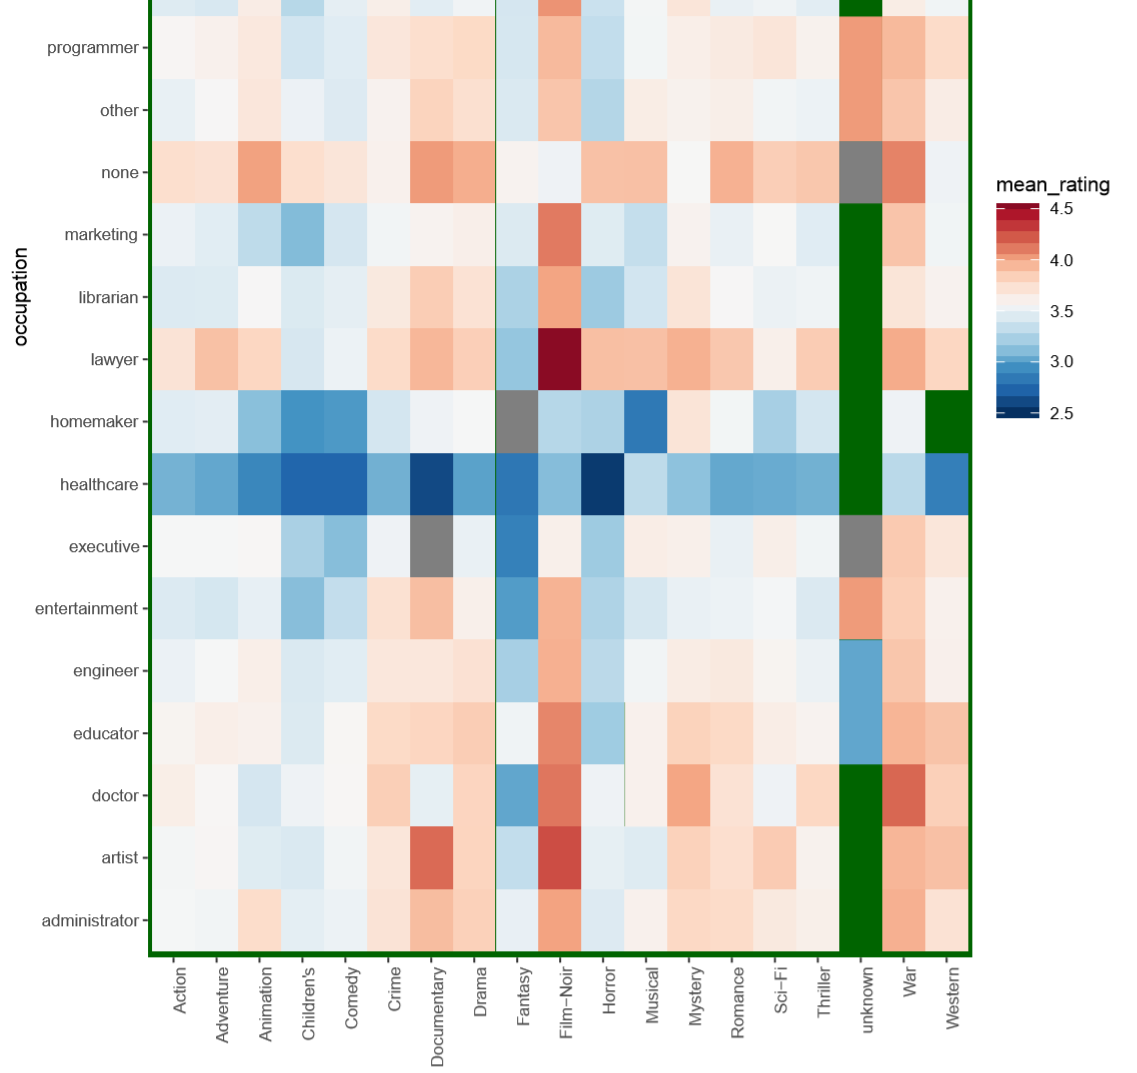 programmer
other
none
marketing
librarian
lawyer
homemaker
healthcare
executive
entertainment
engineer
educator
doctor
artist
administrator
occupation
Action
Adventure
Animation
Children's
Comedy
Crime
Documentary
Drama
Fantasy
Film−Noir
Horror
Musical
Mystery
Romance
Sci−Fi
Thriller
unknown
War
Western
mean_rating
4.5
4.0
3.5
3.0
2.5